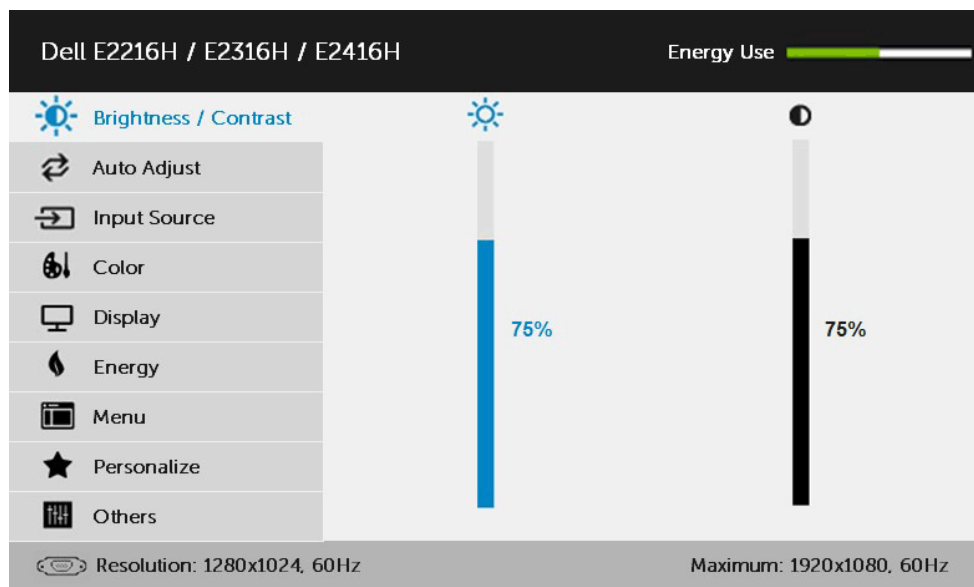 Dell E2216H / E2316H / E2416H
Energy Use
Brightness / Contrast
Auto Adjust
Input Source
Color
Display
75%
75%
Energy
Menu
Personalize
Others
Resolution: 1280x1024, 60Hz
Maximum: 1920x1080, 60Hz